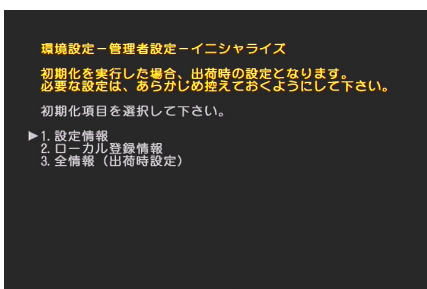 環境設定－管理者設定－イニシャライズ
初期化を実行した場合、出荷時の設定となります。
必要な設定は、あらかじめ控えておくようにして下さい。
初期化項目を選択して下さい。
▶1. 設定情報
2. ローカル登録情報
3. 全情報（出荷時設定）